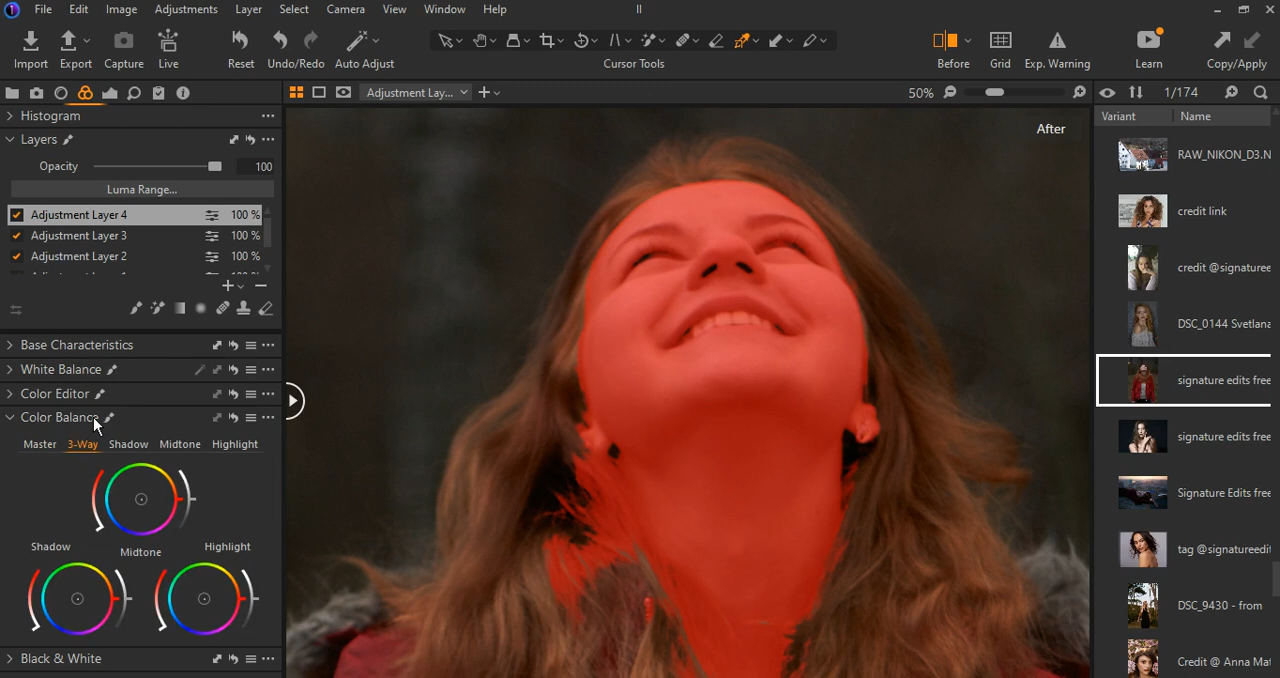 File Edit Image Adjustments Layer Select Camera View Window Help
Import Export Capture Live Reset Undo/Redo Auto Adjust Cursor Tools Before Grid Exp. Warning Learn Copy/Apply
Adjustment Lay... 50% 1/174
Histogram
Layers
Opacity 100
Luma Range...
Adjustment Layer 4 100 %
Adjustment Layer 3 100 %
Adjustment Layer 2 100 %
Base Characteristics
White Balance
Color Editor
Color Balance
Master 3-Way Shadow Midtone Highlight
Shadow Midtone Highlight
Black & White
After
Variant Name
RAW_NIKON_D3.N
credit link
credit @signaturee
DSC_0144 Svetlana
signature edits free
signature edits free
Signature Edits free
tag @signatureedit
DSC_9430 - from
Credit @ Anna Mat